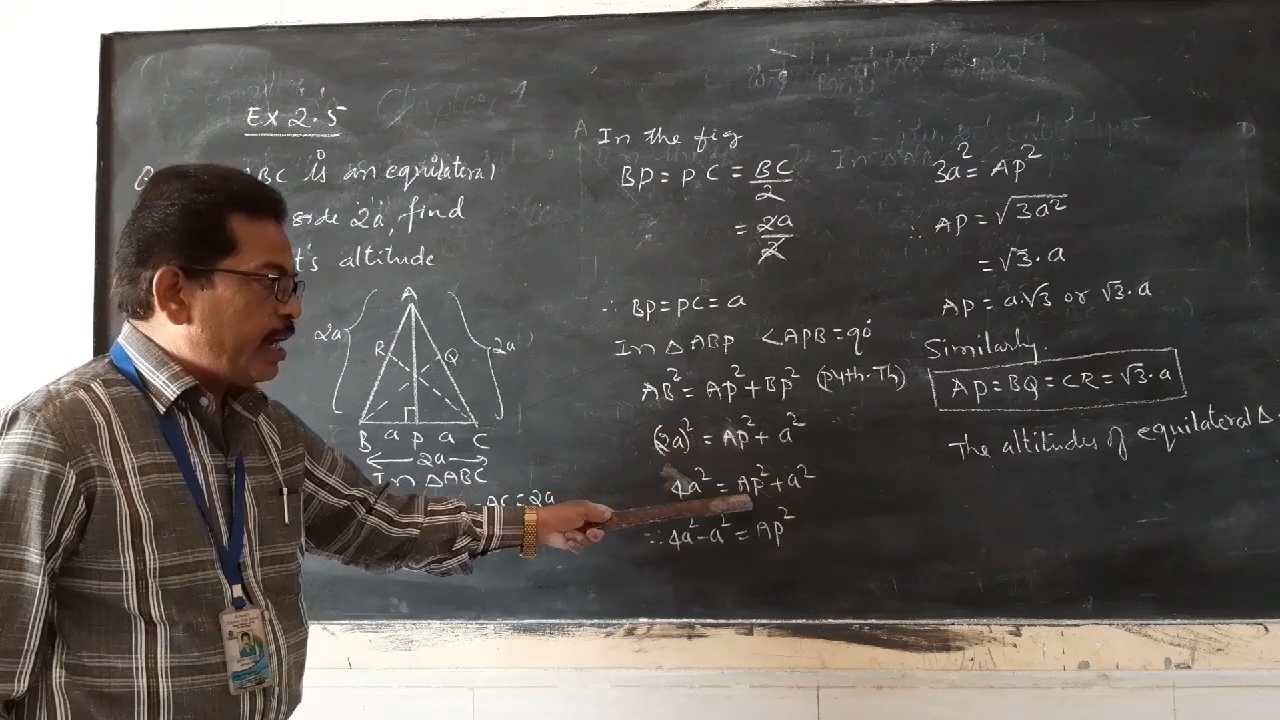 Ex 2.5
ABC is an equilateral
side 2a, find
it's altitude
A
2a
2a
R
Q
B a P a C
2a
In △ABC
AC = 2a
In the fig
BP = PC = BC/2
= 2a/2
∴ BP = PC = a
In △ABP <APB = 90°
AB² = AP² + BP² (pyth. Th)
(2a)² = AP² + a²
4a² = AP² + a²
∴ 4a² - a² = AP²
3a² = AP²
∴ AP = √3a²
= √3 · a
AP = a√3 or √3 · a
Similarly.
AP = BQ = CR = √3 · a
The altitudes of equilateral △.